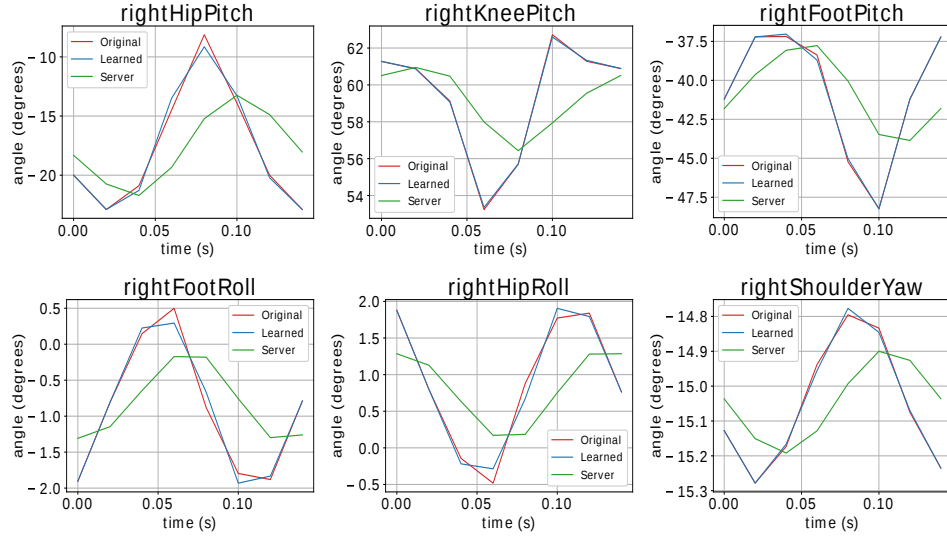 rightHipPitch
angle (degrees)
−10
−15
−20
Original
Learned
Server
0.00 0.05 0.10
time (s)
rightKneePitch
angle (degrees)
62
60
58
56
54
Original
Learned
Server
0.00 0.05 0.10
time (s)
rightFootPitch
angle (degrees)
−37.5
−40.0
−42.5
−45.0
−47.5
Original
Learned
Server
0.00 0.05 0.10
time (s)
rightFootRoll
angle (degrees)
0.5
0.0
−0.5
−1.0
−1.5
−2.0
Original
Learned
Server
0.00 0.05 0.10
time (s)
rightHipRoll
angle (degrees)
2.0
1.5
1.0
0.5
0.0
−0.5
Original
Learned
Server
0.00 0.05 0.10
time (s)
rightShoulderYaw
angle (degrees)
−14.8
−14.9
−15.0
−15.1
−15.2
−15.3
Original
Learned
Server
0.00 0.05 0.10
time (s)